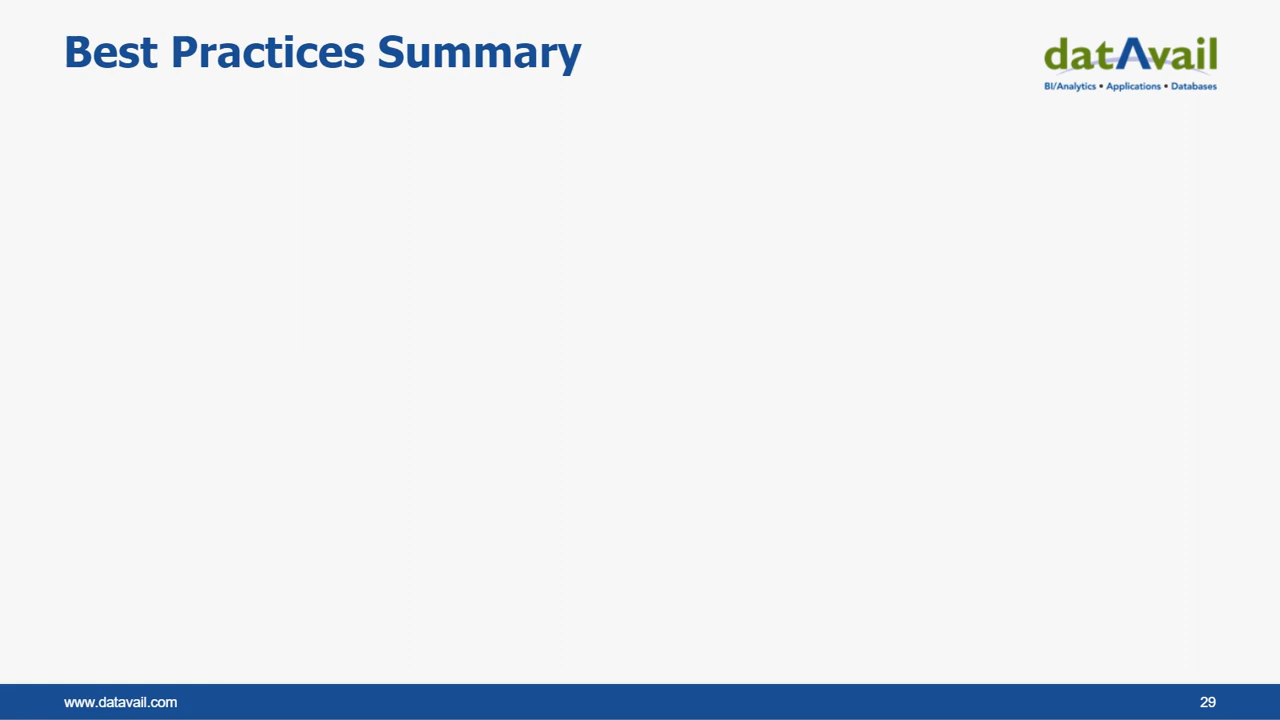 Best Practices Summary
datAvail
BI/Analytics • Applications • Databases
www.datavail.com
29